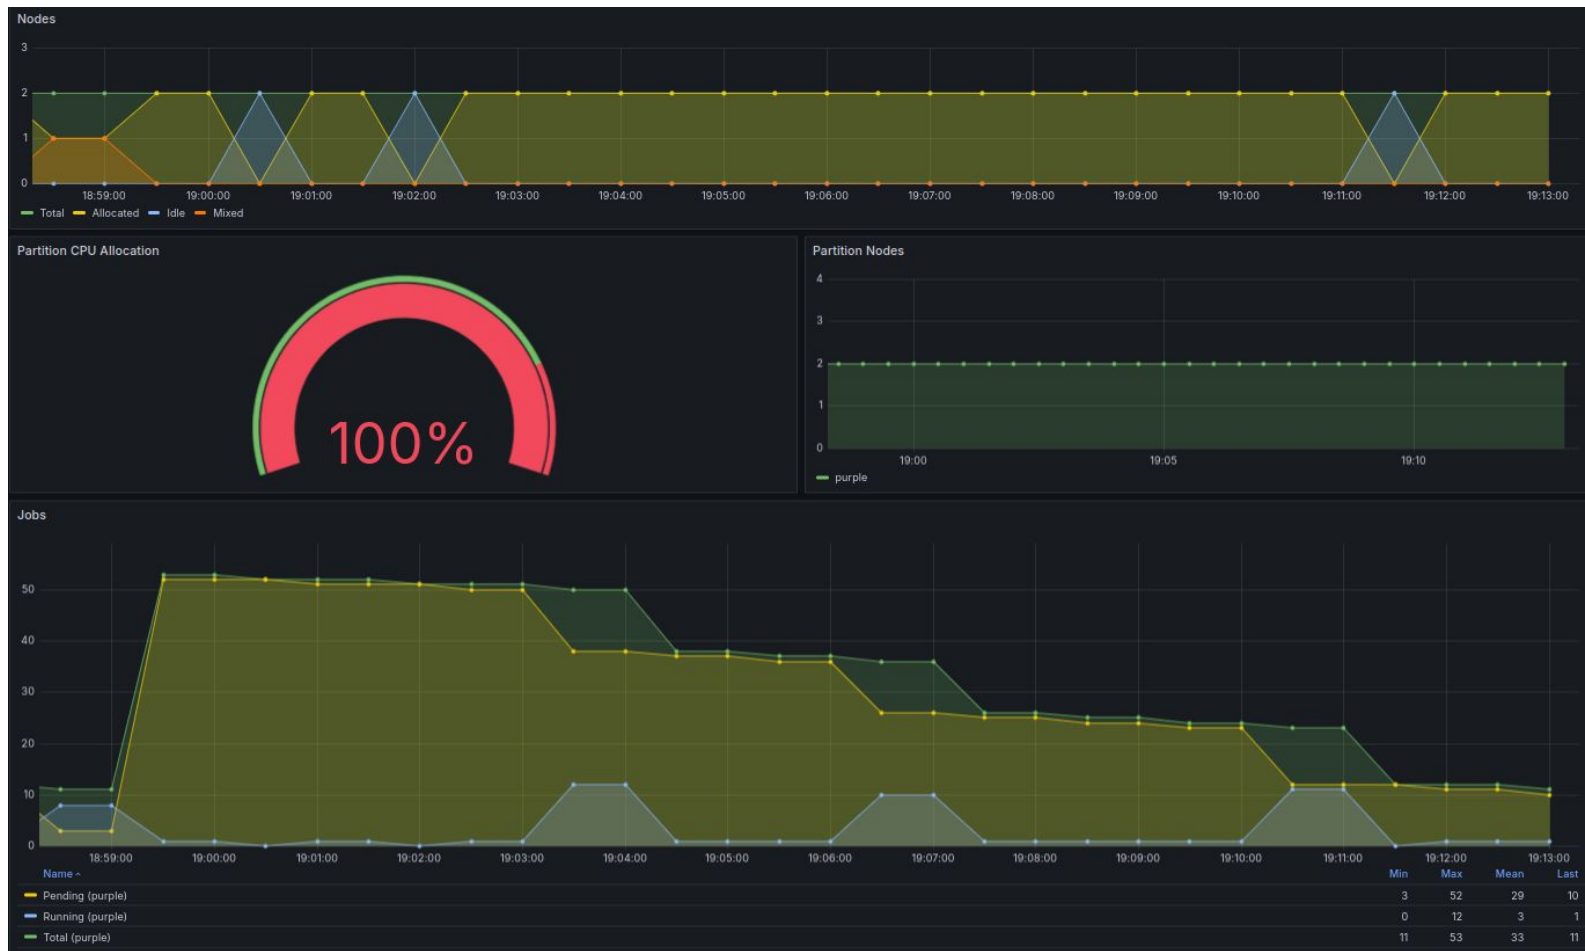 Nodes
3
2
1
0
18:59:00 19:00:00 19:01:00 19:02:00 19:03:00 19:04:00 19:05:00 19:06:00 19:07:00 19:08:00 19:09:00 19:10:00 19:11:00 19:12:00 19:13:00
Total Allocated Idle Mixed
Partition CPU Allocation
100%
Partition Nodes
4
3
2
1
0
19:00 19:05 19:10
purple
Jobs
50
40
30
20
10
0
18:59:00 19:00:00 19:01:00 19:02:00 19:03:00 19:04:00 19:05:00 19:06:00 19:07:00 19:08:00 19:09:00 19:10:00 19:11:00 19:12:00 19:13:00
Name Min Max Mean Last
Pending (purple) 3 52 29 10
Running (purple) 0 12 3 1
Total (purple) 11 53 33 11